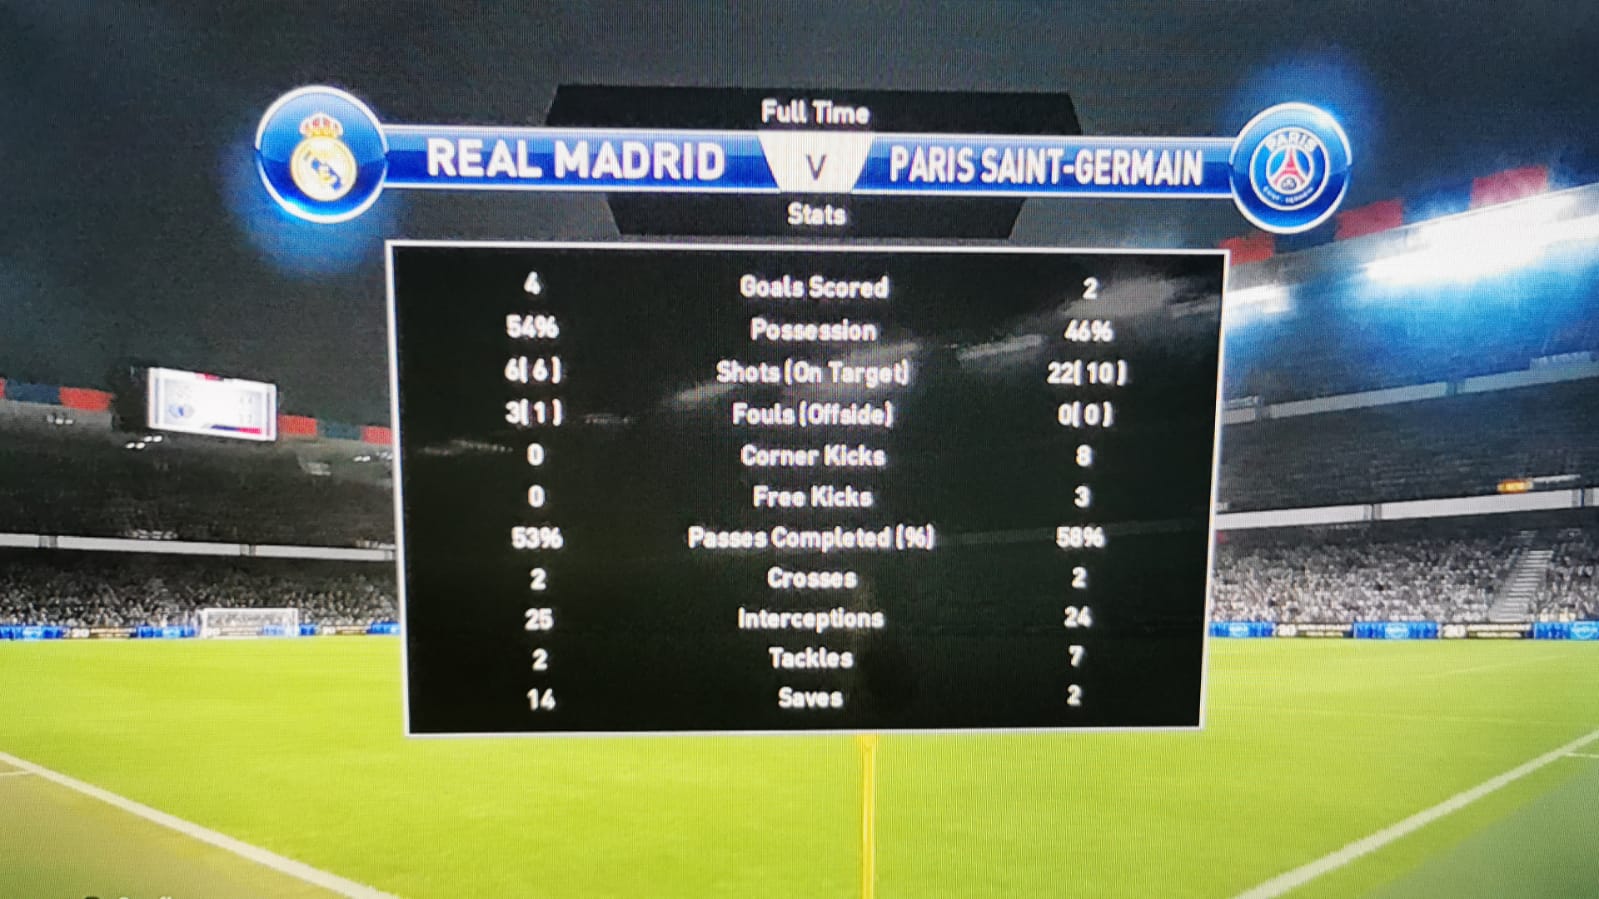 Full Time
REAL MADRID V PARIS SAINT-GERMAIN
PARIS
Stats
4 Goals Scored 2
54% Possession 46%
6( 6 ) Shots (On Target) 22( 10 )
3( 1 ) Fouls (Offside) 0( 0 )
0 Corner Kicks 8
0 Free Kicks 3
53% Passes Completed (%) 58%
2 Crosses 2
25 Interceptions 24
2 Tackles 7
14 Saves 2